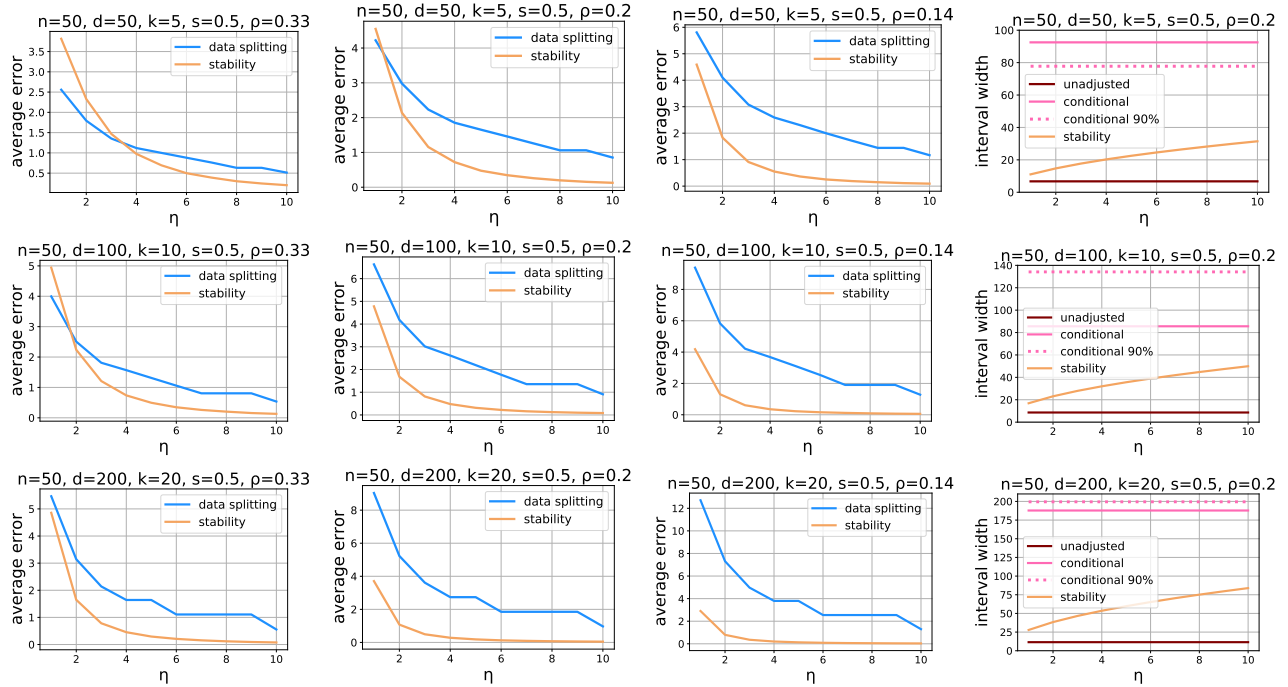 n=50, d=50, k=5, s=0.5, ρ=0.33
average error
3.5
3.0
2.5
2.0
1.5
1.0
0.5
data splitting
stability
2 4 6 8 10
η
n=50, d=50, k=5, s=0.5, ρ=0.2
average error
4
3
2
1
0
data splitting
stability
2 4 6 8 10
η
n=50, d=50, k=5, s=0.5, ρ=0.14
average error
6
5
4
3
2
1
0
data splitting
stability
2 4 6 8 10
η
n=50, d=50, k=5, s=0.5, ρ=0.2
interval width
100
80
60
40
20
0
unadjusted
conditional
conditional 90%
stability
2 4 6 8 10
η
n=50, d=100, k=10, s=0.5, ρ=0.33
average error
5
4
3
2
1
0
data splitting
stability
2 4 6 8 10
η
n=50, d=100, k=10, s=0.5, ρ=0.2
average error
6
5
4
3
2
1
0
data splitting
stability
2 4 6 8 10
η
n=50, d=100, k=10, s=0.5, ρ=0.14
average error
8
6
4
2
0
data splitting
stability
2 4 6 8 10
η
n=50, d=100, k=10, s=0.5, ρ=0.2
interval width
140
120
100
80
60
40
20
0
unadjusted
conditional
conditional 90%
stability
2 4 6 8 10
η
n=50, d=200, k=20, s=0.5, ρ=0.33
average error
5
4
3
2
1
0
data splitting
stability
2 4 6 8 10
η
n=50, d=200, k=20, s=0.5, ρ=0.2
average error
8
6
4
2
0
data splitting
stability
2 4 6 8 10
η
n=50, d=200, k=20, s=0.5, ρ=0.14
average error
12
10
8
6
4
2
0
data splitting
stability
2 4 6 8 10
η
n=50, d=200, k=20, s=0.5, ρ=0.2
interval width
200
175
150
125
100
75
50
25
0
unadjusted
conditional
conditional 90%
stability
2 4 6 8 10
η